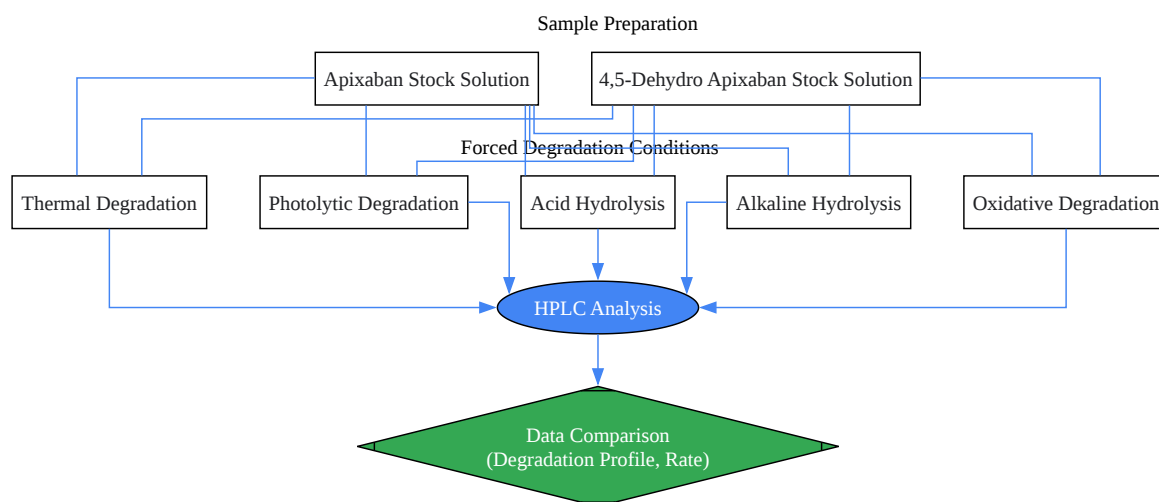 Sample Preparation
Apixaban Stock Solution
4,5-Dehydro Apixaban Stock Solution
Forced Degradation Conditions
Thermal Degradation
Photolytic Degradation
Acid Hydrolysis
Alkaline Hydrolysis
Oxidative Degradation
HPLC Analysis
Data Comparison
(Degradation Profile, Rate)